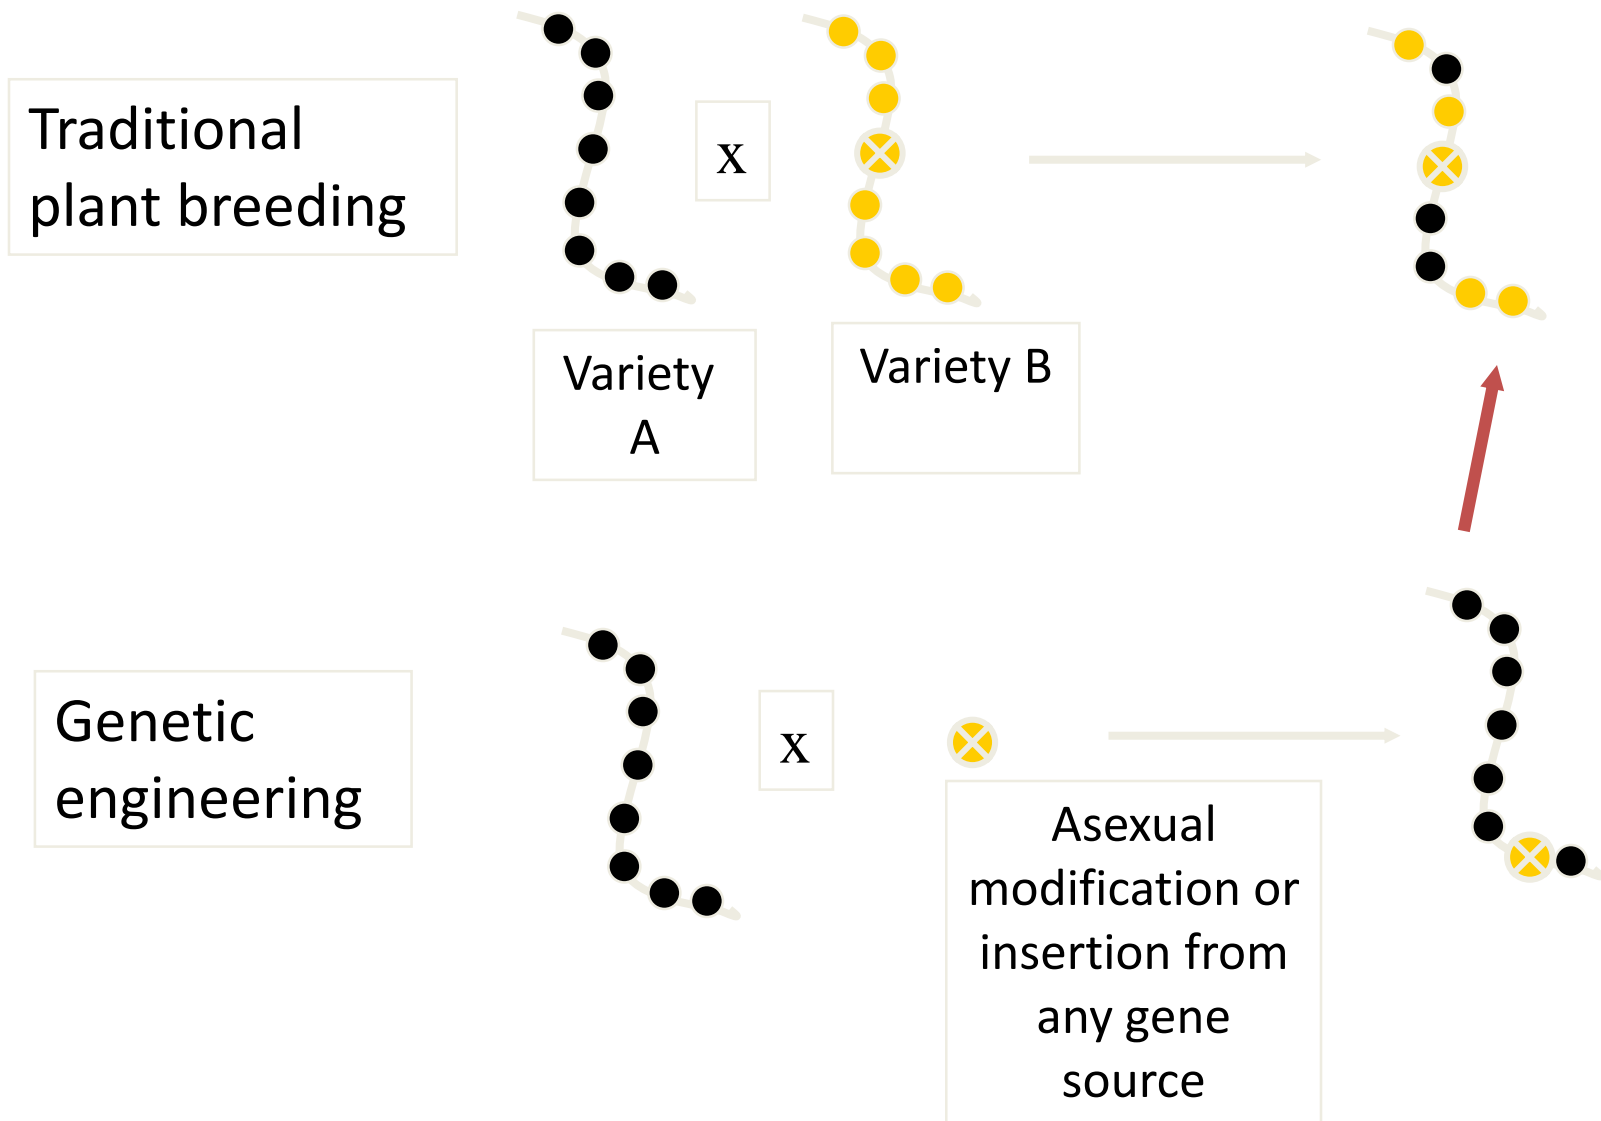 Traditional
plant breeding
x
Variety
A
Variety B
Genetic
engineering
x
Asexual
modification or
insertion from
any gene
source